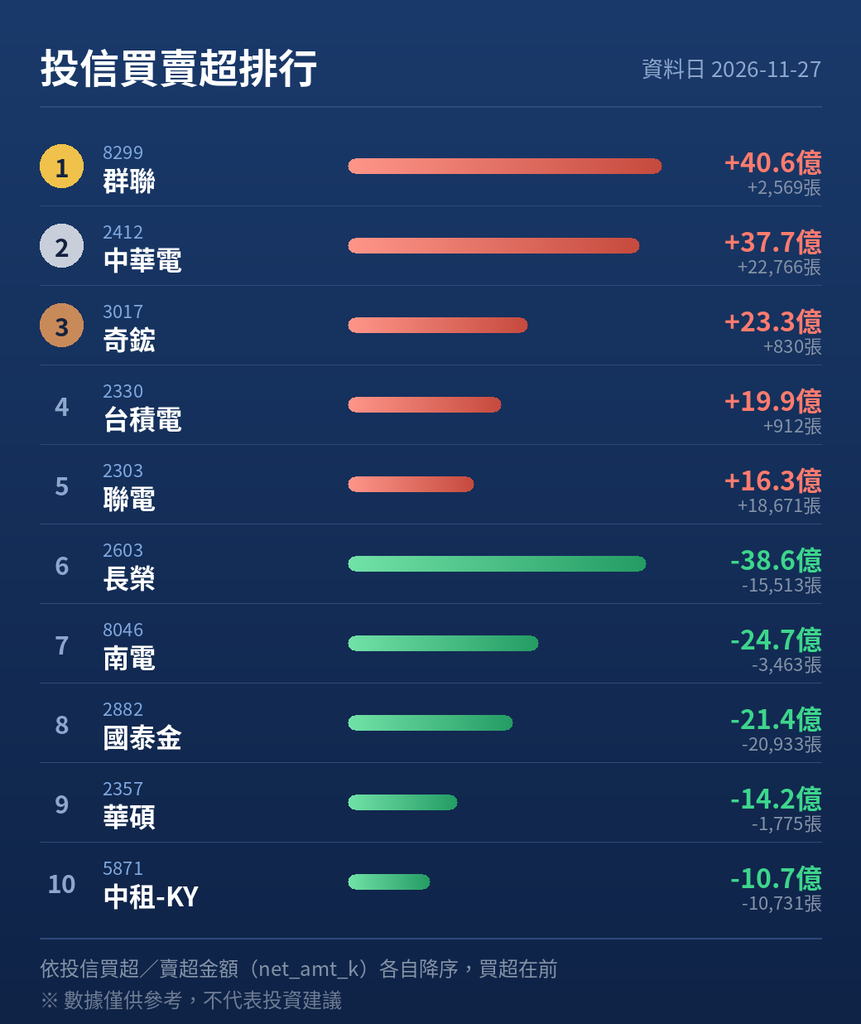 投信買賣超排行
資料日 2026-11-27
1
8299
群聯
+40.6億
+2,569張
2
2412
中華電
+37.7億
+22,766張
3
3017
奇鋐
+23.3億
+830張
4
2330
台積電
+19.9億
+912張
5
2303
聯電
+16.3億
+18,671張
6
2603
長榮
-38.6億
-15,513張
7
8046
南電
-24.7億
-3,463張
8
2882
國泰金
-21.4億
-20,933張
9
2357
華碩
-14.2億
-1,775張
10
5871
中租-KY
-10.7億
-10,731張
依投信買超／賣超金額（net_amt_k）各自降序，買超在前
※ 數據僅供參考，不代表投資建議